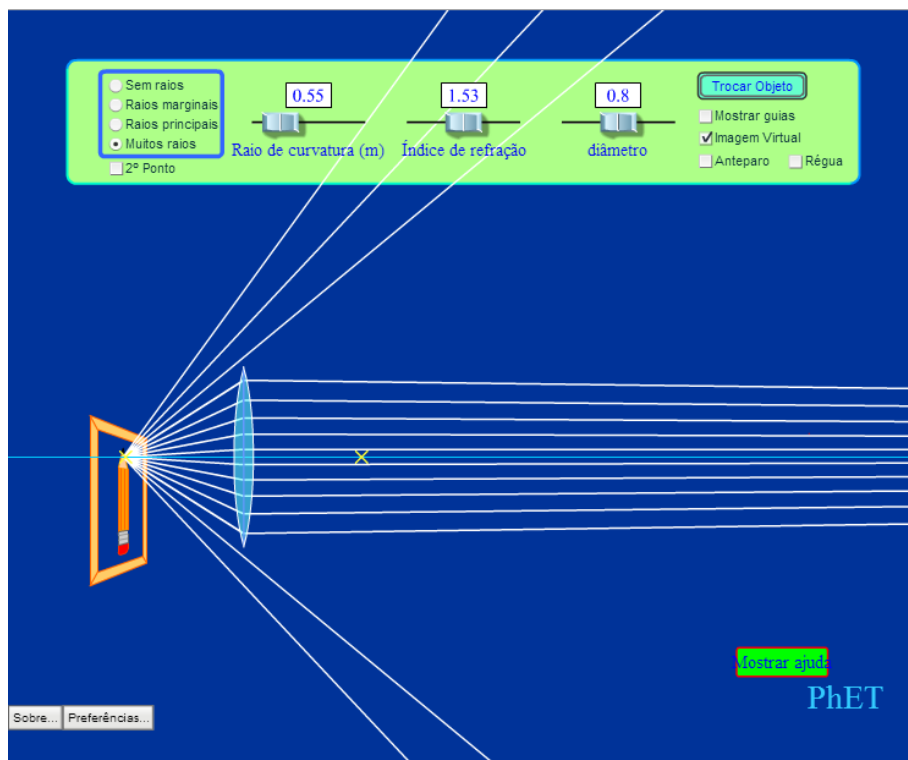 Sem raios
Raios marginais
Raios principais
Muitos raios
2º Ponto
0.55
Raio de curvatura (m)
1.53
Índice de refração
0.8
diâmetro
Trocar Objeto
Mostrar guias
Imagem Virtual
Anteparo
Régua
Mostrar ajuda
PhET
Sobre...
Preferências...